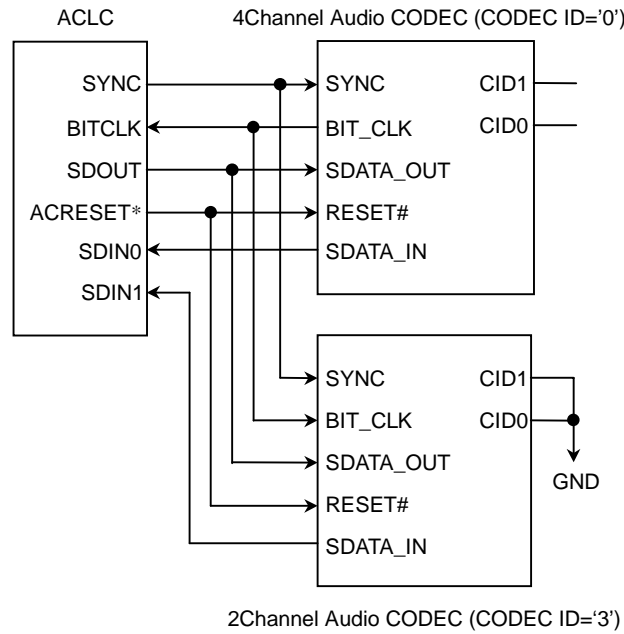 ACLC
4Channel Audio CODEC (CODEC ID='0')
SYNC
BITCLK
SDOUT
ACRESET*
SDIN0
SDIN1
SYNC
BIT_CLK
SDATA_OUT
RESET#
SDATA_IN
CID1
CID0
SYNC
BIT_CLK
SDATA_OUT
RESET#
SDATA_IN
CID1
CID0
GND
2Channel Audio CODEC (CODEC ID='3')